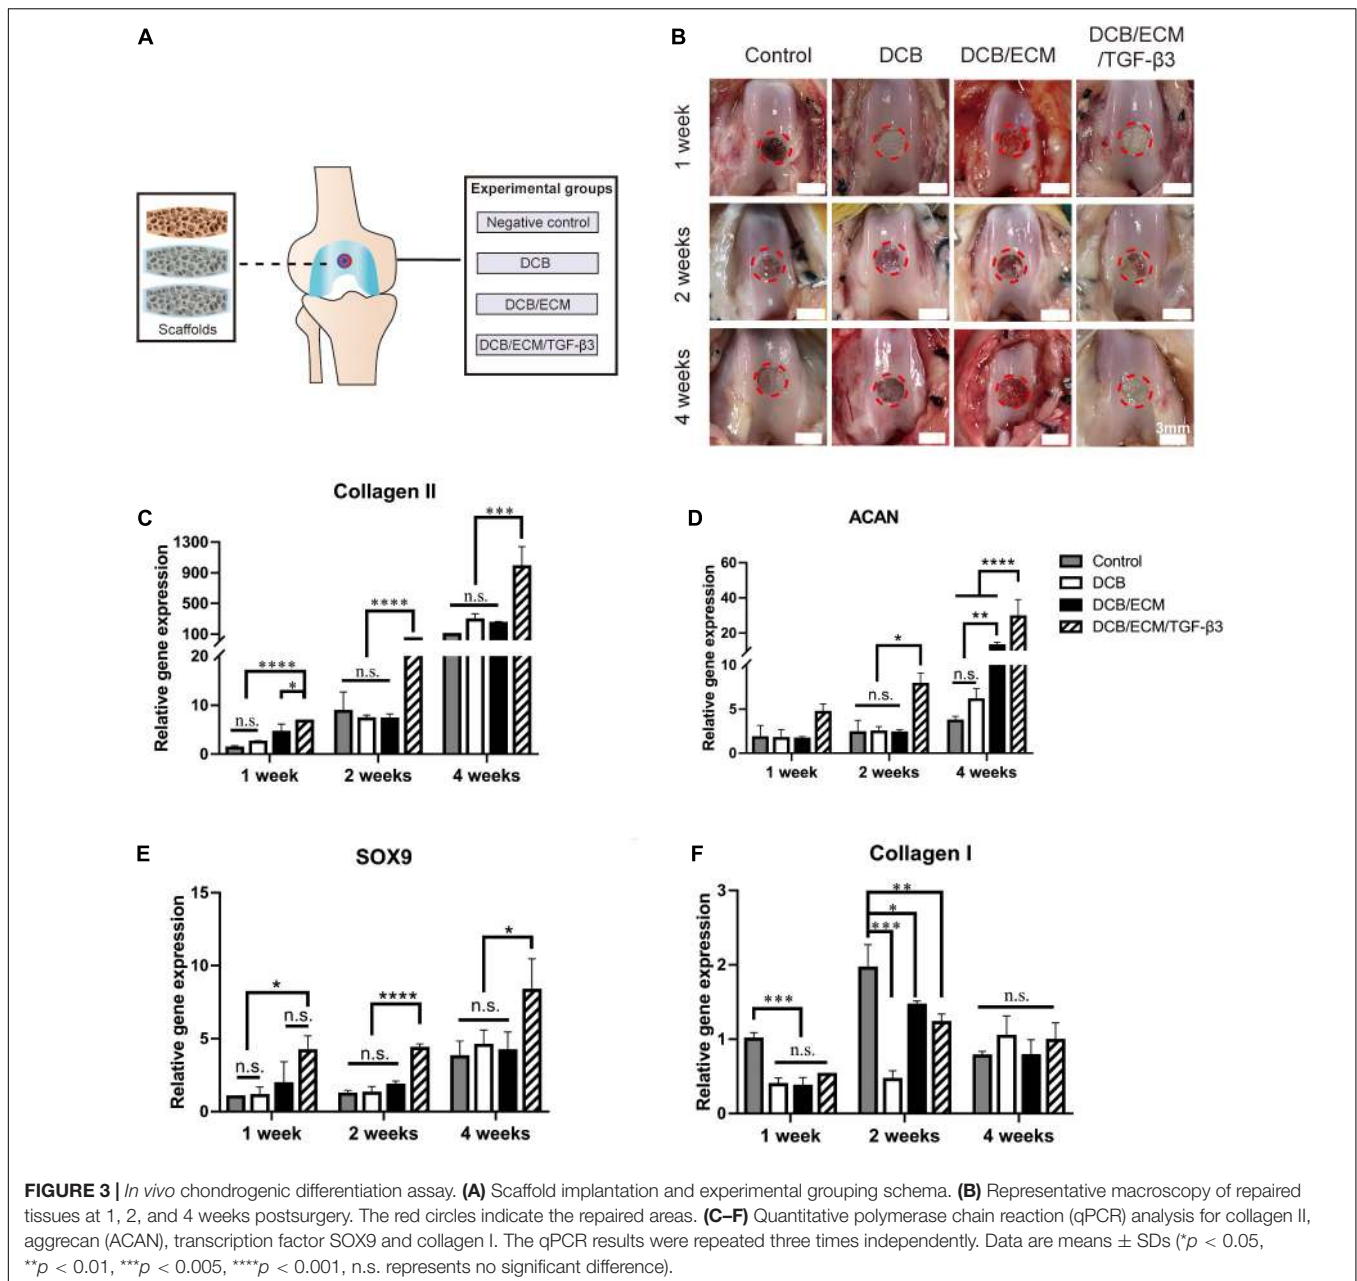 A
Scaffolds
Experimental groups
Negative control
DCB
DCB/ECM
DCB/ECM/TGF-β3
B
Control
DCB
DCB/ECM
DCB/ECM
/TGF-β3
1 week
2 weeks
4 weeks
3mm
C
Collagen II
Relative gene expression
1300
900
500
100
20
10
0
n.s.
****
*
n.s.
****
n.s.
***
1 week
2 weeks
4 weeks
D
ACAN
Relative gene expression
60
40
20
10
5
0
n.s.
*
n.s.
**
****
1 week
2 weeks
4 weeks
Control
DCB
DCB/ECM
DCB/ECM/TGF-β3
E
SOX9
Relative gene expression
15
10
5
0
n.s.
*
n.s.
n.s.
****
n.s.
*
1 week
2 weeks
4 weeks
F
Collagen I
Relative gene expression
3
2
1
0
***
n.s.
**
*
***
n.s.
1 week
2 weeks
4 weeks
FIGURE 3 | In vivo chondrogenic differentiation assay. (A) Scaffold implantation and experimental grouping schema. (B) Representative macroscopy of repaired
tissues at 1, 2, and 4 weeks postsurgery. The red circles indicate the repaired areas. (C–F) Quantitative polymerase chain reaction (qPCR) analysis for collagen II,
aggrecan (ACAN), transcription factor SOX9 and collagen I. The qPCR results were repeated three times independently. Data are means ± SDs (*p < 0.05,
**p < 0.01, ***p < 0.005, ****p < 0.001, n.s. represents no significant difference).